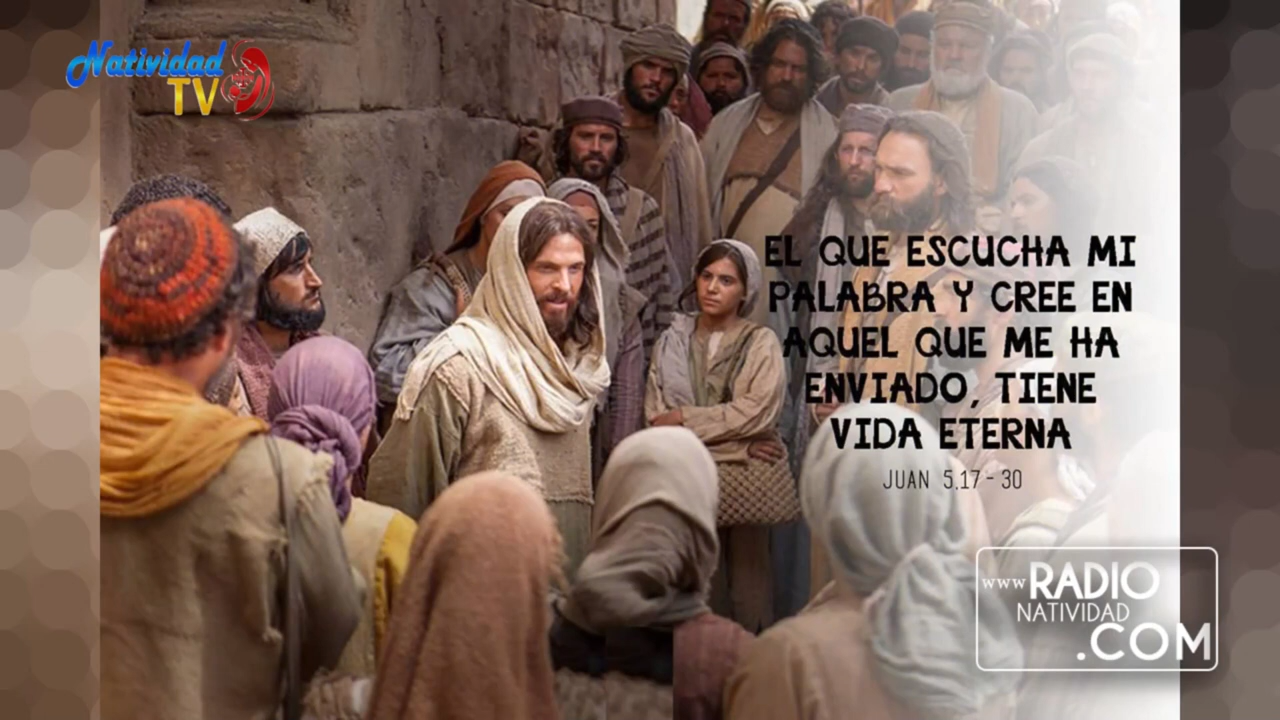 Natividad
TV
EL QUE ESCUCHA MI
PALABRA Y CREE EN
AQUEL QUE ME HA
ENVIADO, TIENE
VIDA ETERNA
JUAN 5,17-30
www RADIO
NATIVIDAD
.COM